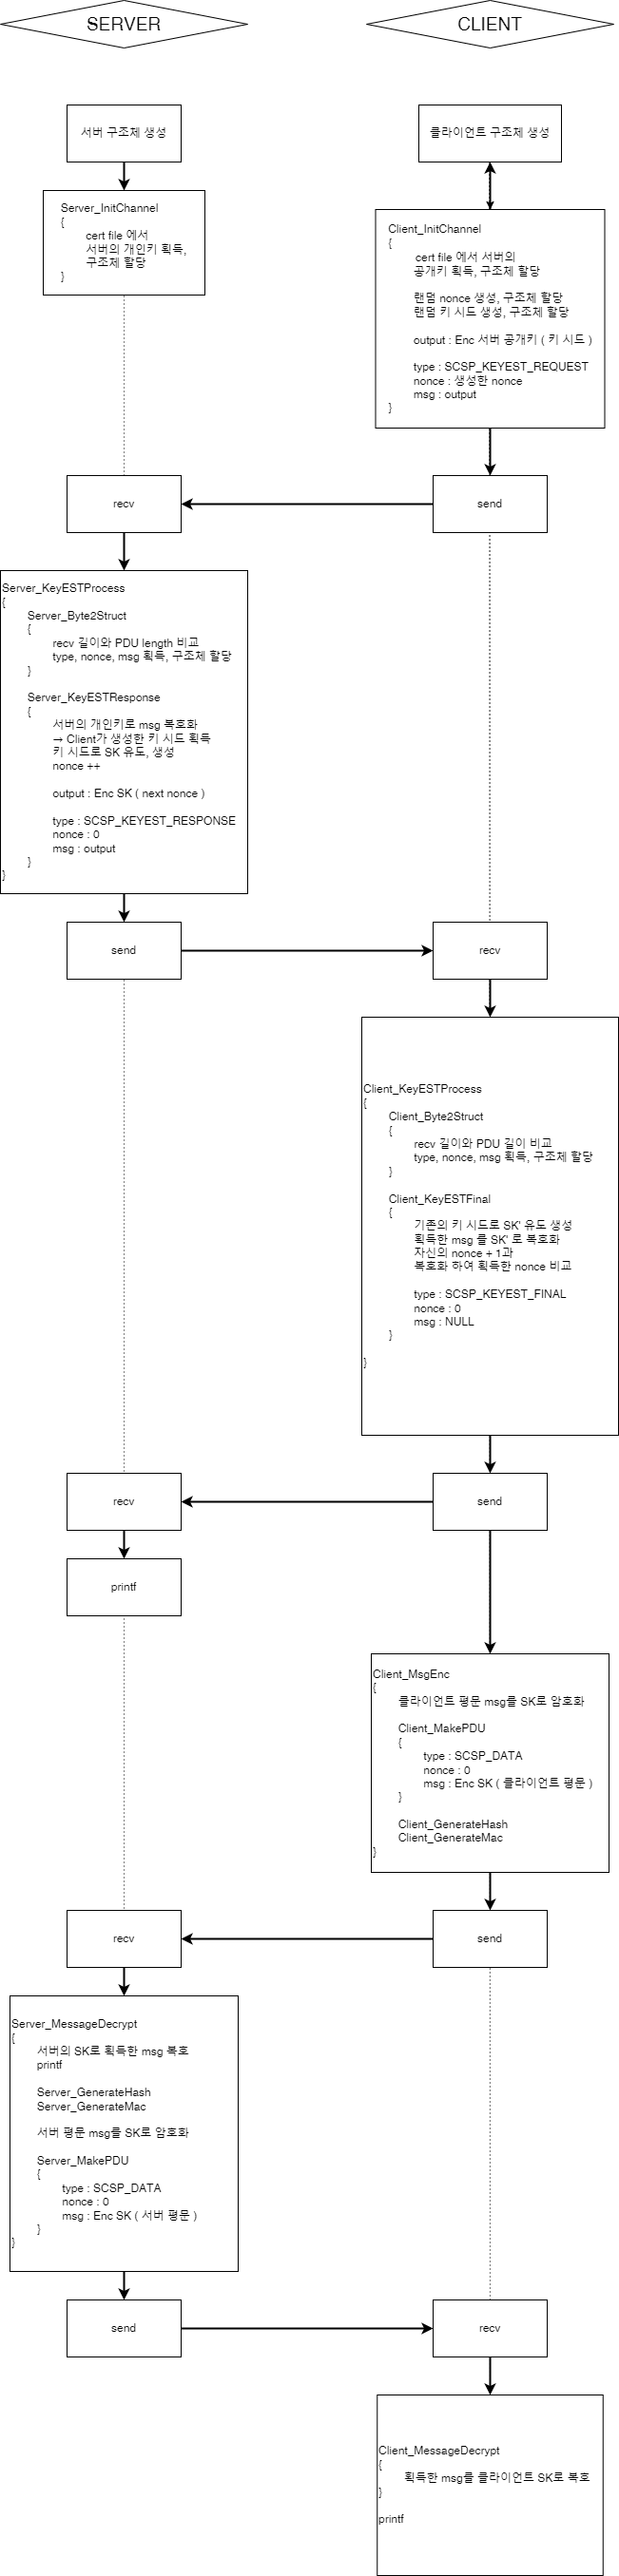 SERVER
CLIENT
서버 구조체 생성
클라이언트 구조체 생성
Server_InitChannel
{
cert file 에서
서버의 개인키 획득,
구조체 할당
}
Client_InitChannel
{
cert file 에서 서버의
공개키 획득, 구조체 할당
랜덤 nonce 생성, 구조체 할당
랜덤 키 시드 생성, 구조체 할당
output : Enc 서버 공개키 ( 키 시드 )
type : SCSP_KEYEST_REQUEST
nonce : 생성한 nonce
msg : output
}
recv
send
Server_KeyESTProcess
{
Server_Byte2Struct
{
recv 길이와 PDU length 비교
type, nonce, msg 획득, 구조체 할당
}
Server_KeyESTResponse
{
서버의 개인키로 msg 복호화
→ Client가 생성한 키 시드 획득
키 시드로 SK 유도, 생성
nonce ++
output : Enc SK ( next nonce )
type : SCSP_KEYEST_RESPONSE
nonce : 0
msg : output
}
}
send
recv
Client_KeyESTProcess
{
Client_Byte2Struct
{
recv 길이와 PDU 길이 비교
type, nonce, msg 획득, 구조체 할당
}
Client_KeyESTFinal
{
기존의 키 시드로 SK' 유도 생성
획득한 msg 를 SK' 로 복호화
자신의 nonce + 1과
복호화 하여 획득한 nonce 비교
type : SCSP_KEYEST_FINAL
nonce : 0
msg : NULL
}
}
recv
send
printf
Client_MsgEnc
{
클라이언트 평문 msg를 SK로 암호화
Client_MakePDU
{
type : SCSP_DATA
nonce : 0
msg : Enc SK ( 클라이언트 평문 )
}
Client_GenerateHash
Client_GenerateMac
}
recv
send
Server_MessageDecrypt
{
서버의 SK로 획득한 msg 복호
printf
Server_GenerateHash
Server_GenerateMac
서버 평문 msg를 SK로 암호화
Server_MakePDU
{
type : SCSP_DATA
nonce : 0
msg : Enc SK ( 서버 평문 )
}
}
send
recv
Client_MessageDecrypt
{
획득한 msg를 클라이언트 SK로 복호
}
printf